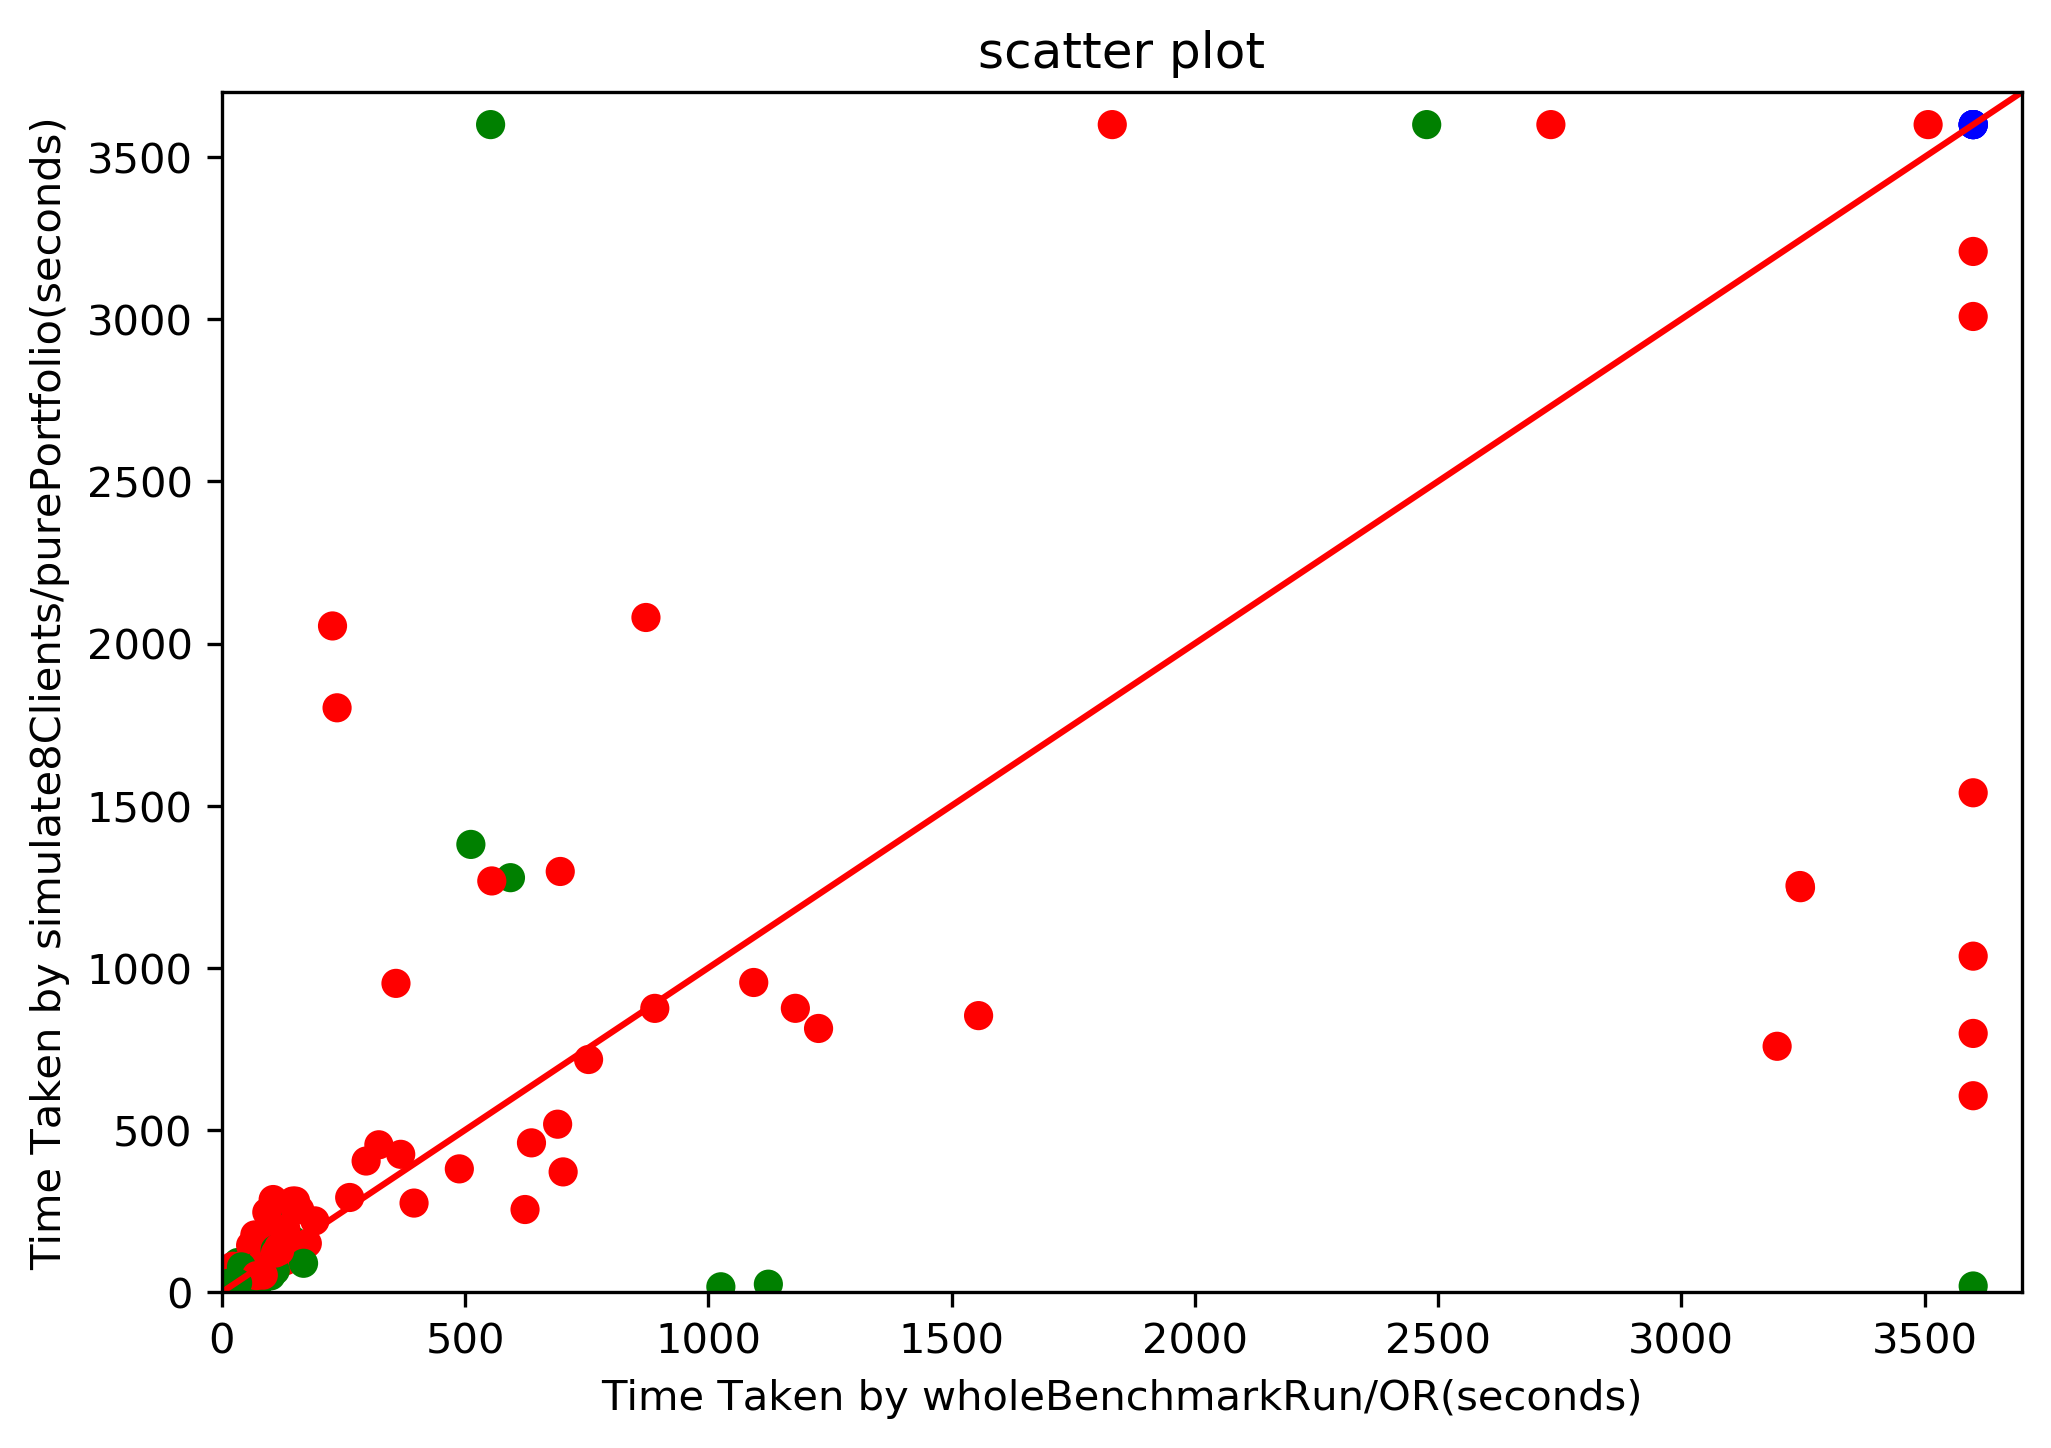 scatter plot
Time Taken by simulate8Clients/purePortfolio(seconds)
3500
3000
2500
2000
1500
1000
500
0
0 500 1000 1500 2000 2500 3000 3500
Time Taken by wholeBenchmarkRun/OR(seconds)